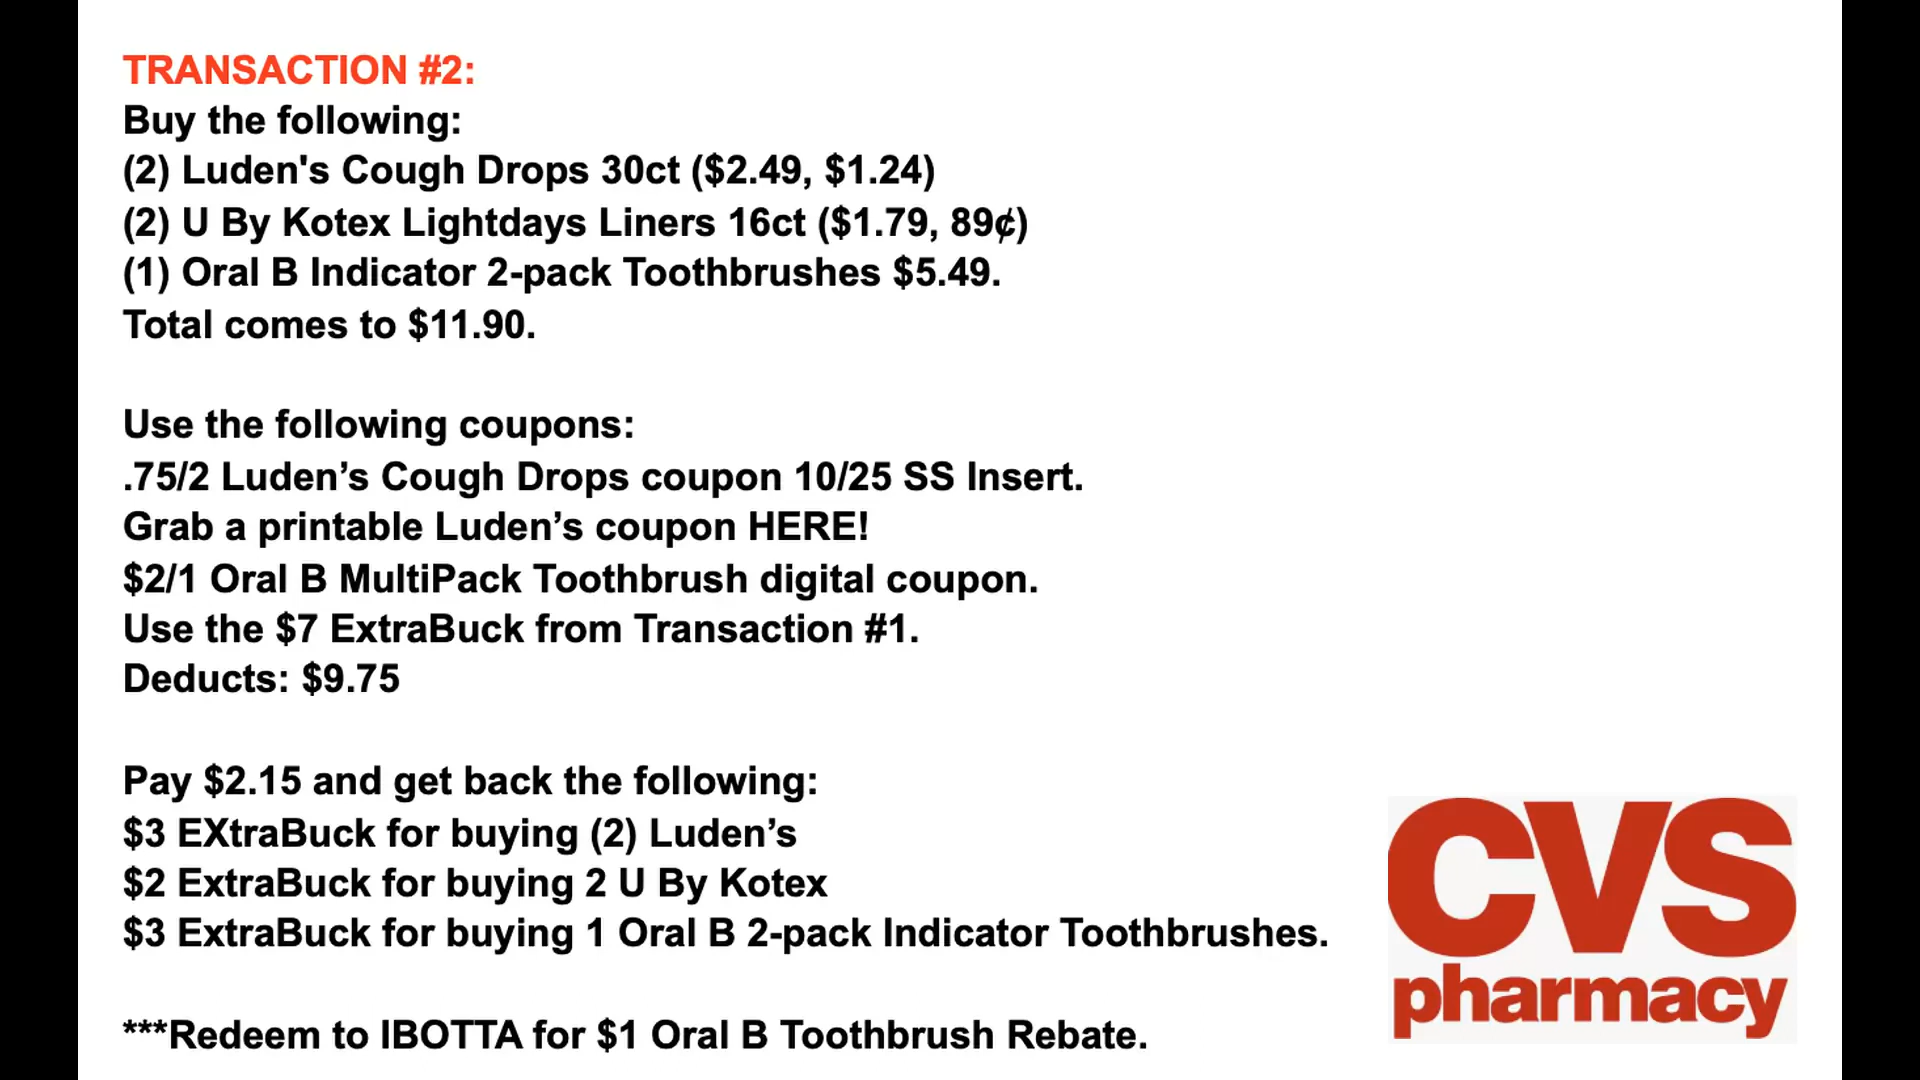 TRANSACTION #2:
Buy the following:
(2) Luden's Cough Drops 30ct ($2.49, $1.24)
(2) U By Kotex Lightdays Liners 16ct ($1.79, 89¢)
(1) Oral B Indicator 2-pack Toothbrushes $5.49.
Total comes to $11.90.
Use the following coupons:
.75/2 Luden’s Cough Drops coupon 10/25 SS Insert.
Grab a printable Luden’s coupon HERE!
$2/1 Oral B MultiPack Toothbrush digital coupon.
Use the $7 ExtraBuck from Transaction #1.
Deducts: $9.75
Pay $2.15 and get back the following:
$3 EXtraBuck for buying (2) Luden’s
$2 ExtraBuck for buying 2 U By Kotex
$3 ExtraBuck for buying 1 Oral B 2-pack Indicator Toothbrushes.
***Redeem to IBOTTA for $1 Oral B Toothbrush Rebate.
CVS
pharmacy